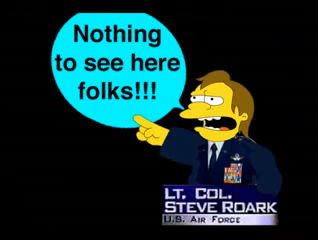 Nothing
to see here
folks!!!
LT. COL.
STEVE ROARK
U.S. AIR FORCE